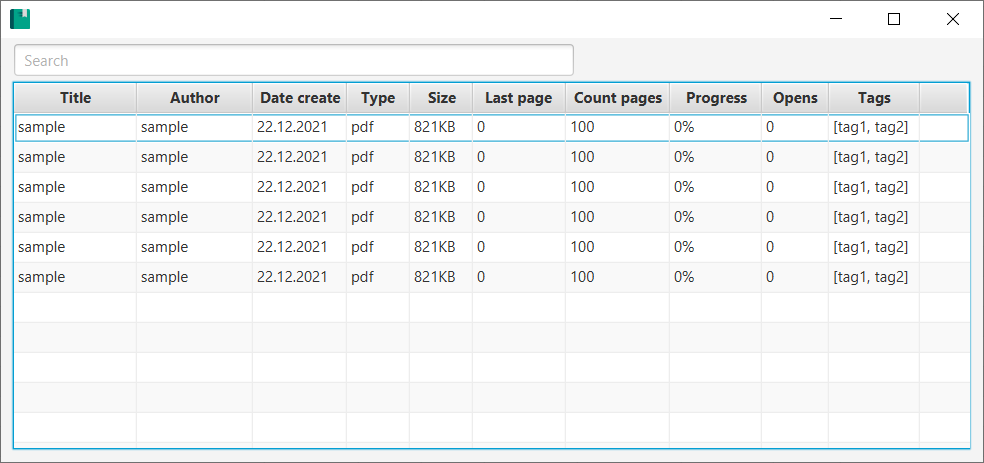 Search
Title Author Date create Type Size Last page Count pages Progress Opens Tags
sample sample 22.12.2021 pdf 821KB 0 100 0% 0 [tag1, tag2]
sample sample 22.12.2021 pdf 821KB 0 100 0% 0 [tag1, tag2]
sample sample 22.12.2021 pdf 821KB 0 100 0% 0 [tag1, tag2]
sample sample 22.12.2021 pdf 821KB 0 100 0% 0 [tag1, tag2]
sample sample 22.12.2021 pdf 821KB 0 100 0% 0 [tag1, tag2]
sample sample 22.12.2021 pdf 821KB 0 100 0% 0 [tag1, tag2]